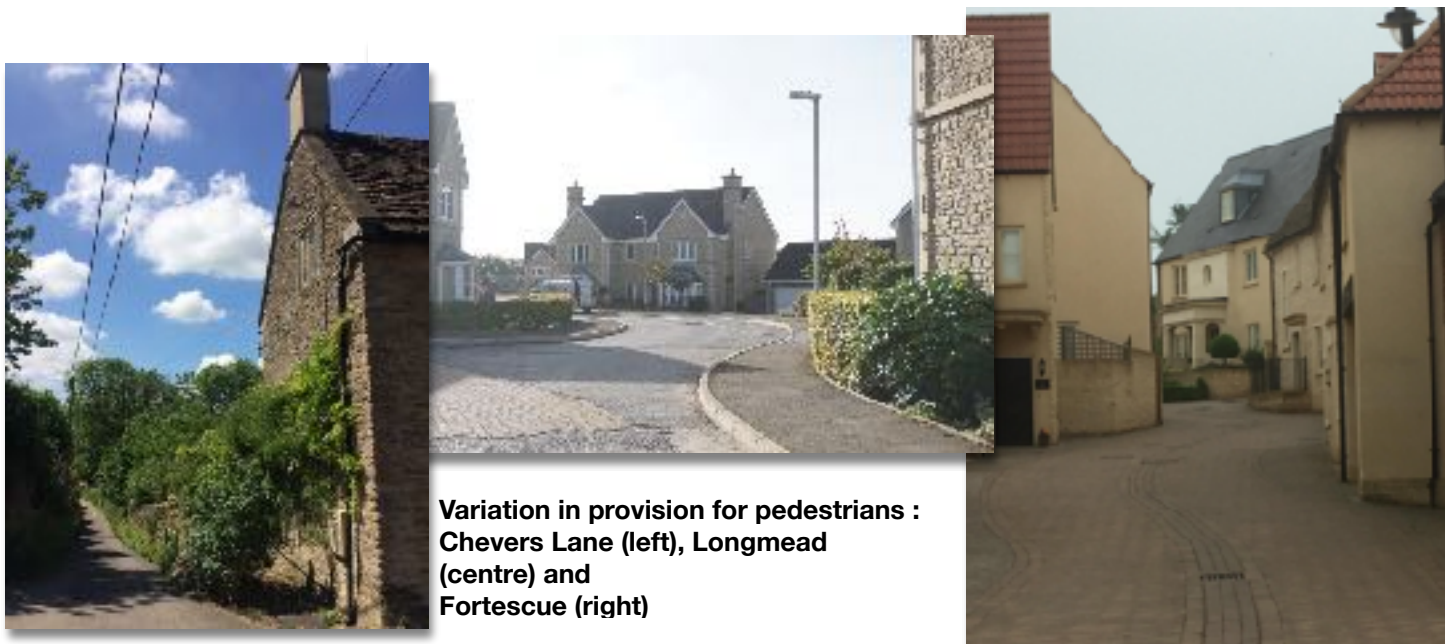 Variation in provision for pedestrians :
Chevers Lane (left), Longmead
(centre) and
Fortescue (right)